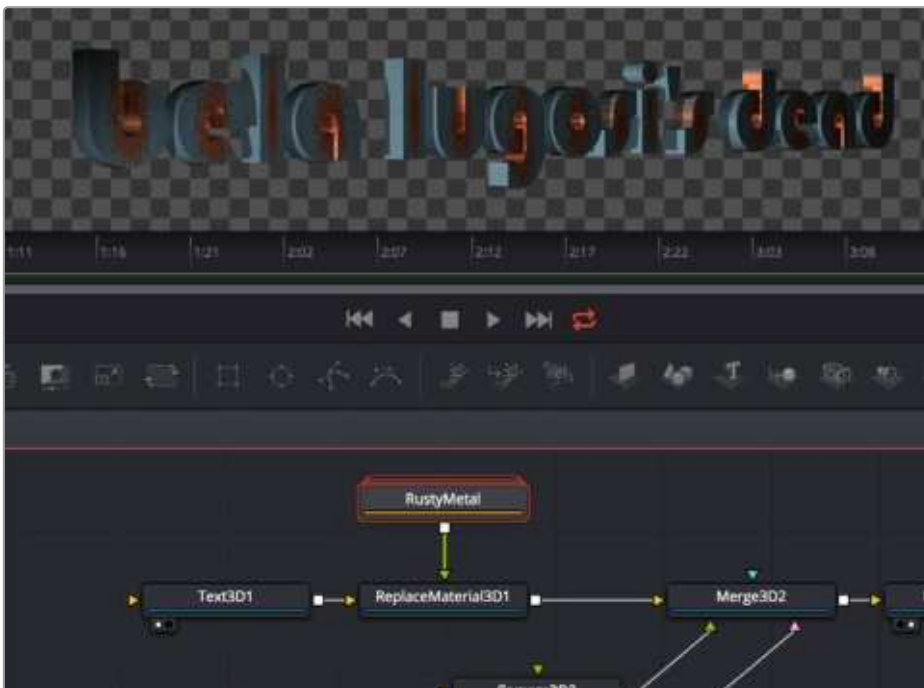 bela lugosi's dead
1:11 1:16 1:21 2:02 2:07 2:12 2:17 2:22 3:03 3:08
RustyMetal
Text3D1 ReplaceMaterial3D1 Merge3D2